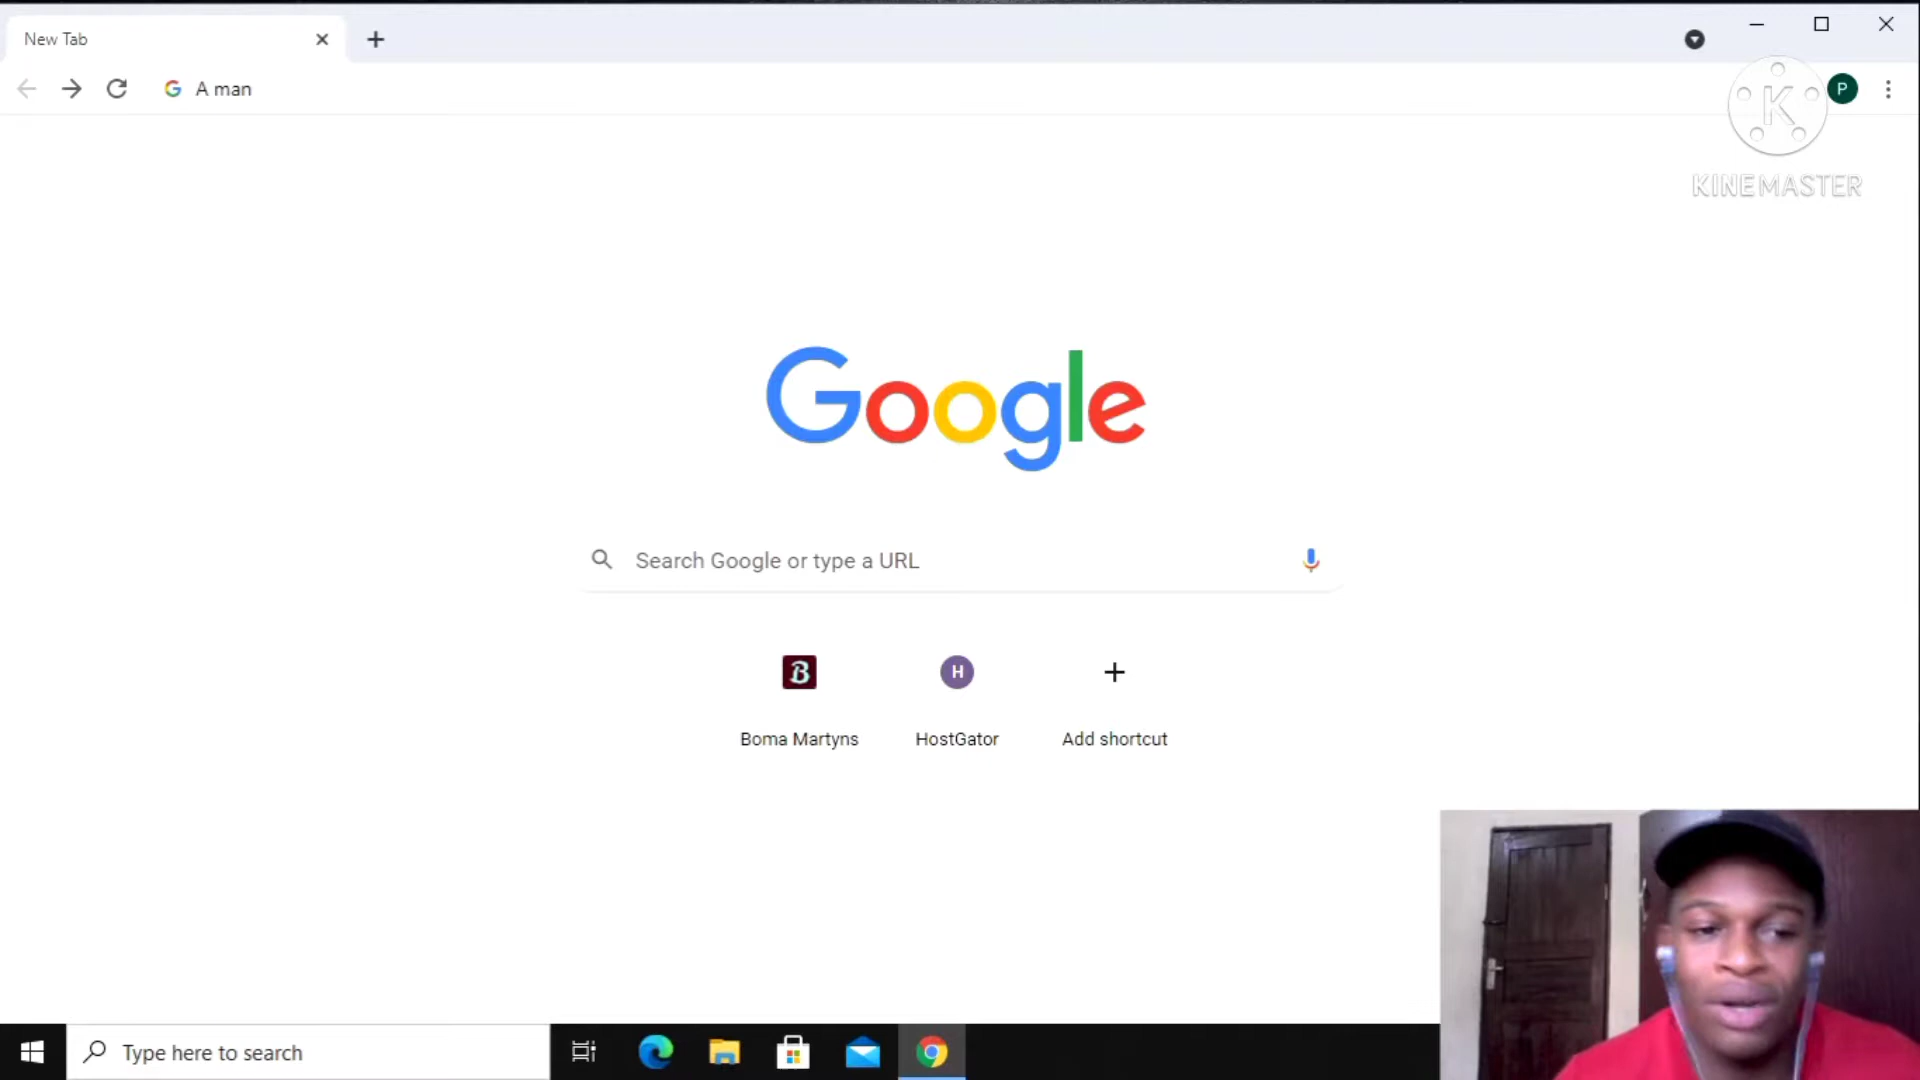 New Tab
A man
P
K
KINEMASTER
Google
Search Google or type a URL
B
H
Boma Martyns
HostGator
Add shortcut
Type here to search